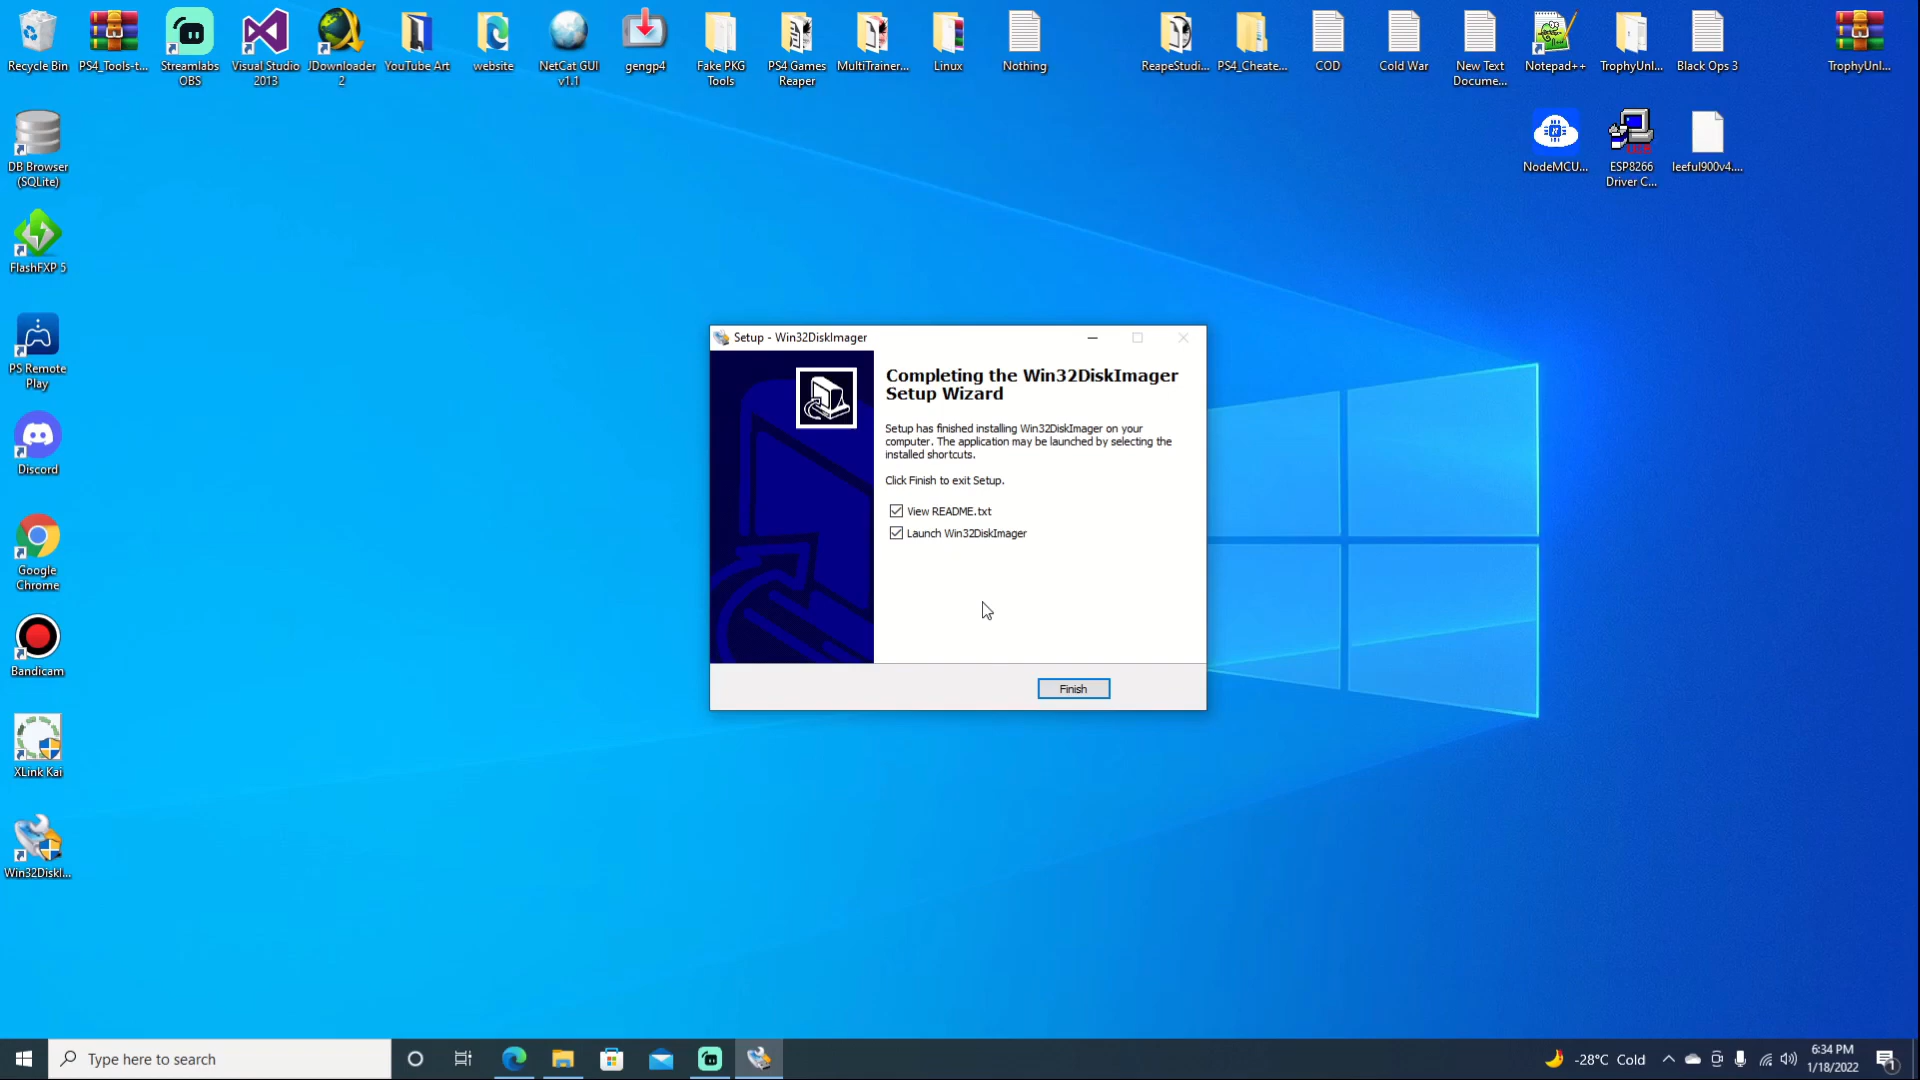 Recycle Bin
PS4_Tools-t...
Streamlabs
OBS
Visual Studio
2013
JDownloader
2
YouTube Art
website
NetCat GUI
v1.1
gengp4
Fake PKG
Tools
PS4 Games
Reaper
MultiTrainer...
Linux
Nothing
ReapeStudi...
PS4_Cheate...
COD
Cold War
New Text
Docume...
Notepad++
TrophyUnl...
Black Ops 3
TrophyUnl...
DB Browser
(SQLite)
NodeMCU...
ESP8266
Driver C...
leeful900v4....
FlashFXP 5
PS Remote
Play
Discord
Google
Chrome
Bandicam
XLink Kai
Win32DiskI...
Setup - Win32DiskImager
Completing the Win32DiskImager
Setup Wizard
Setup has finished installing Win32DiskImager on your
computer. The application may be launched by selecting the
installed shortcuts.
Click Finish to exit Setup.
View README.txt
Launch Win32DiskImager
Finish
Type here to search
-28°C Cold
6:34 PM
1/18/2022
1